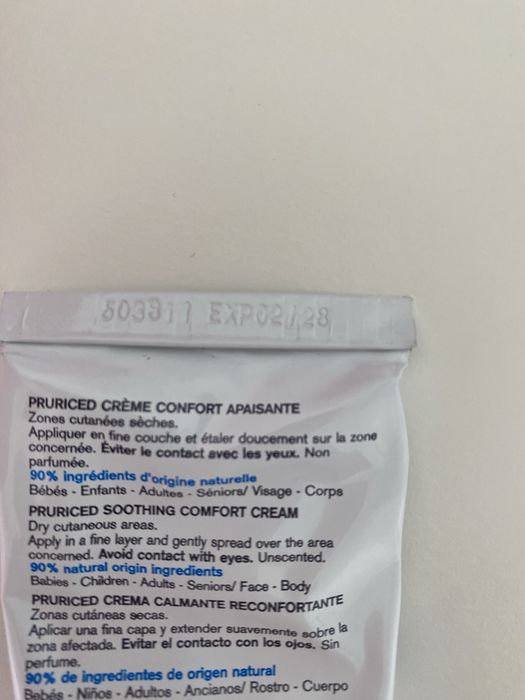 EXP02/28
PRURICED CRÈME CONFORT APAISANTE
Zones cutanées sèches.
Appliquer en fine couche et étaler doucement sur la zone
concernée. Éviter le contact avec les yeux. Non
parfumée.
90% ingrédients d'origine naturelle
Bébés - Enfants - Adultes - Séniors/ Visage - Corps
PRURICED SOOTHING COMFORT CREAM
Dry cutaneous areas.
Apply in a fine layer and gently spread over the area
concerned. Avoid contact with eyes. Unscented.
90% natural origin ingredients
Babies - Children - Adults - Seniors/ Face - Body
PRURICED CREMA CALMANTE RECONFORTANTE
Zonas cutáneas secas.
Aplicar una fina capa y extender suavemente sobre la
zona afectada. Evitar el contacto con los ojos. Sin
perfume.
90% de ingredientes de origen natural
Bebés - Niños - Adultos - Ancianos/ Rostro - Cuerpo